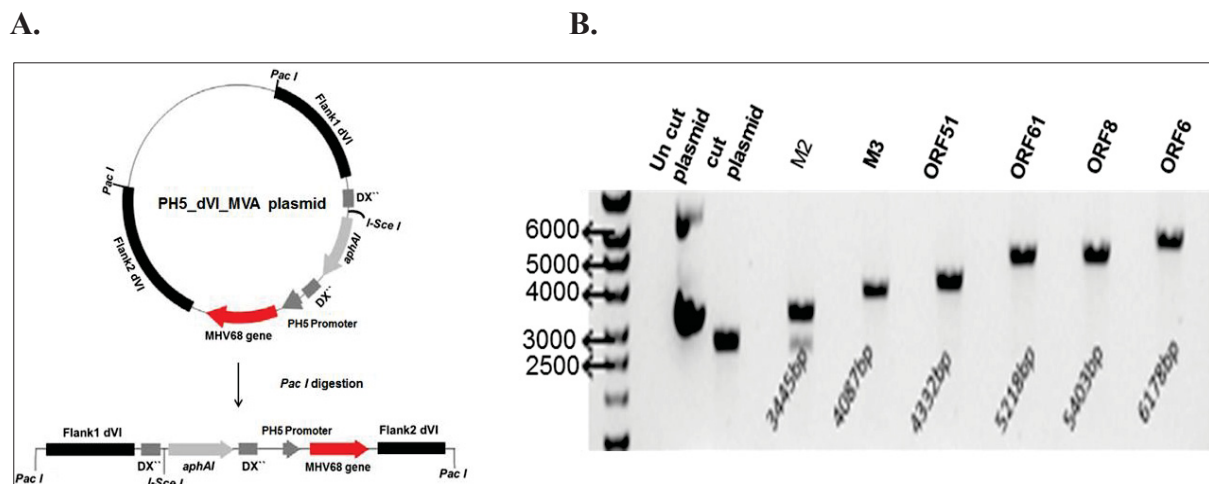 A.
B.
Pac I
Flank1 dVI
DX``
I-Sce I
aphAI
DX``
PH5 Promoter
MHV68 gene
Flank2 dVI
Pac I
PH5_dVI_MVA plasmid
Pac I digestion
Flank1 dVI
PH5 Promoter
Flank2 dVI
Pac I
DX``
I-Sce I
aphAI
DX``
MHV68 gene
Pac I
Un cut plasmid
cut plasmid
M2
M3
ORF51
ORF61
ORF8
ORF6
6000
5000
4000
3000
2500
3445bp
4087bp
4332bp
5218bp
5403bp
6178bp